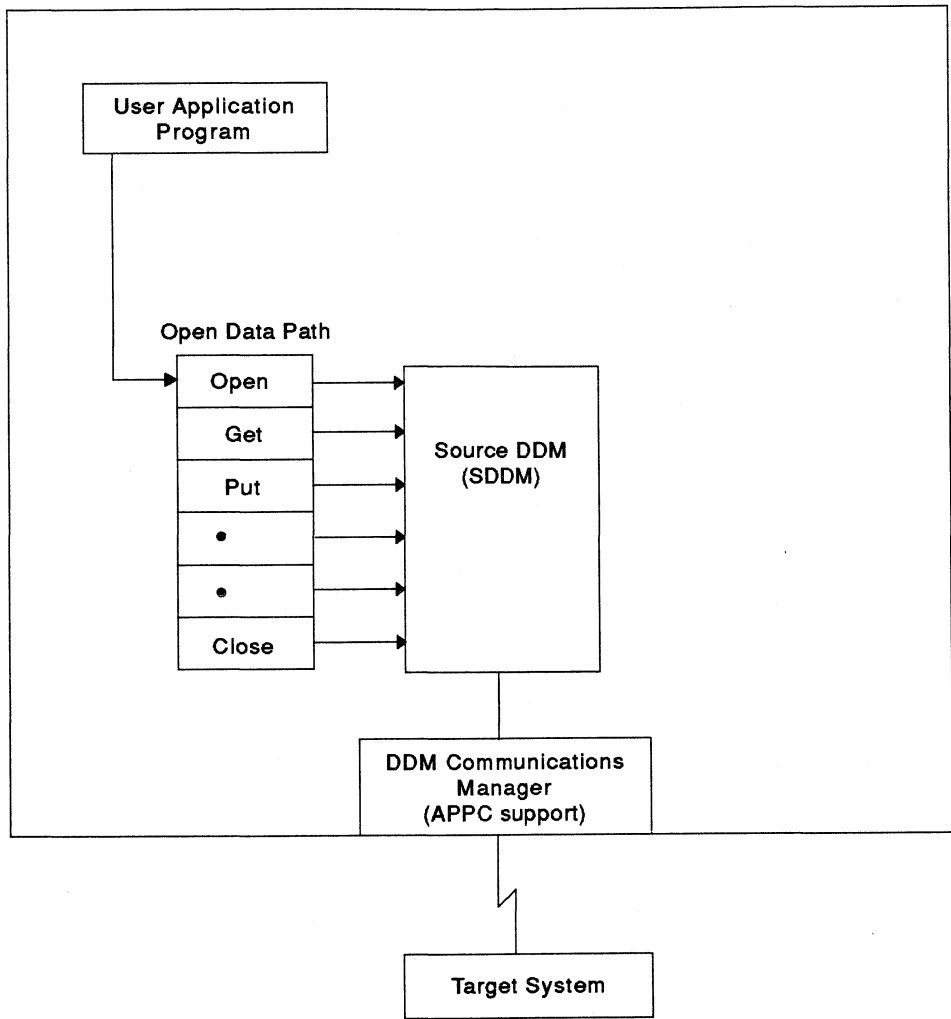 User Application
Program
Open Data Path
Open
Get
Put
•
•
Close
Source DDM
(SDDM)
DDM Communications
Manager
(APPC support)
Target System